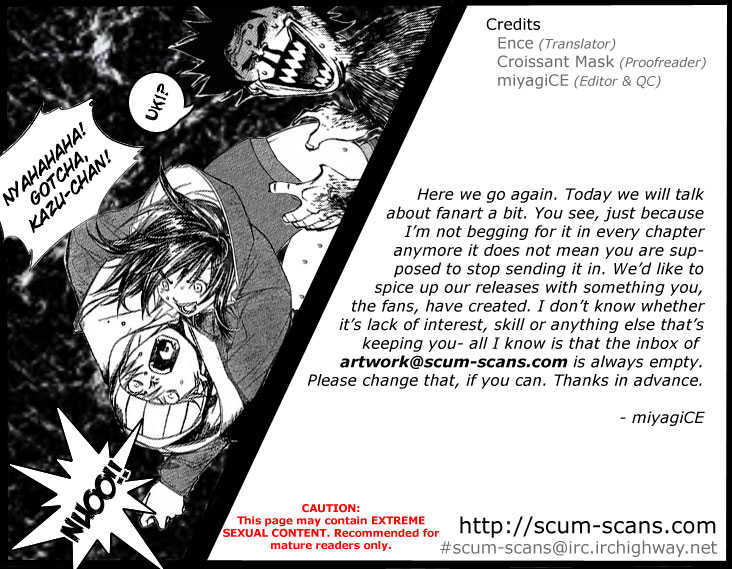 Credits
Ence (Translator)
Croissant Mask (Proofreader)
miyagiCE (Editor & QC)
UKI?
NYAHAHAHA!
GOTCHA,
KAZU-CHAN!
Here we go again. Today we will talk
about fanart a bit. You see, just because
I'm not begging for it in every chapter
anymore it does not mean you are sup-
posed to stop sending it in. We'd like to
spice up our releases with something you,
the fans, have created. I don't know whether
it's lack of interest, skill or anything else that's
keeping you- all I know is that the inbox of
artwork@scum-scans.com is always empty.
Please change that, if you can. Thanks in advance.
- miyagiCE
NUOO!!
CAUTION:
This page may contain EXTREME
SEXUAL CONTENT. Recommended for
mature readers only.
http://scum-scans.com
#scum-scans@irc.irchighway.net